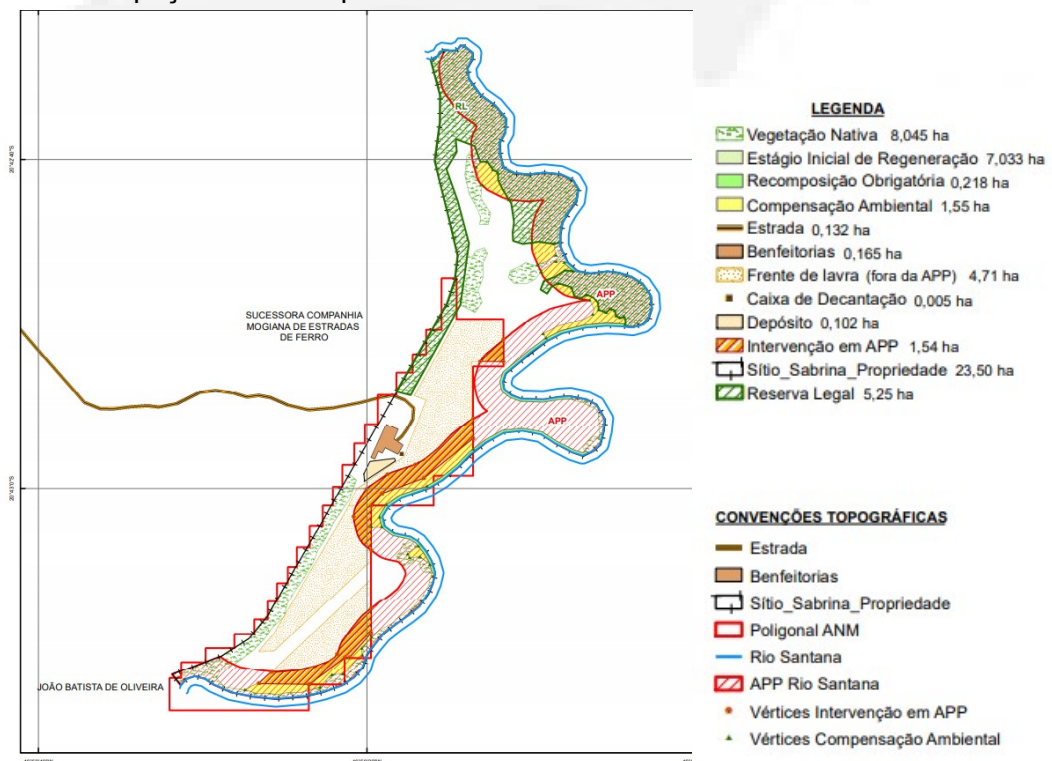 RL
APP
SUCESSORA COMPANHIA
MOGIANA DE ESTRADAS
DE FERRO
APP
JOÃO BATISTA DE OLIVEIRA
LEGENDA
Vegetação Nativa 8,045 ha
Estágio Inicial de Regeneração 7,033 ha
Recomposição Obrigatória 0,218 ha
Compensação Ambiental 1,55 ha
Estrada 0,132 ha
Benfeitorias 0,165 ha
Frente de lavra (fora da APP) 4,71 ha
Caixa de Decantação 0,005 ha
Depósito 0,102 ha
Intervenção em APP 1,54 ha
Sítio_Sabrina_Propriedade 23,50 ha
Reserva Legal 5,25 ha
CONVENÇÕES TOPOGRÁFICAS
Estrada
Benfeitorias
Sítio_Sabrina_Propriedade
Poligonal ANM
Rio Santana
APP Rio Santana
Vértices Intervenção em APP
Vértices Compensação Ambiental